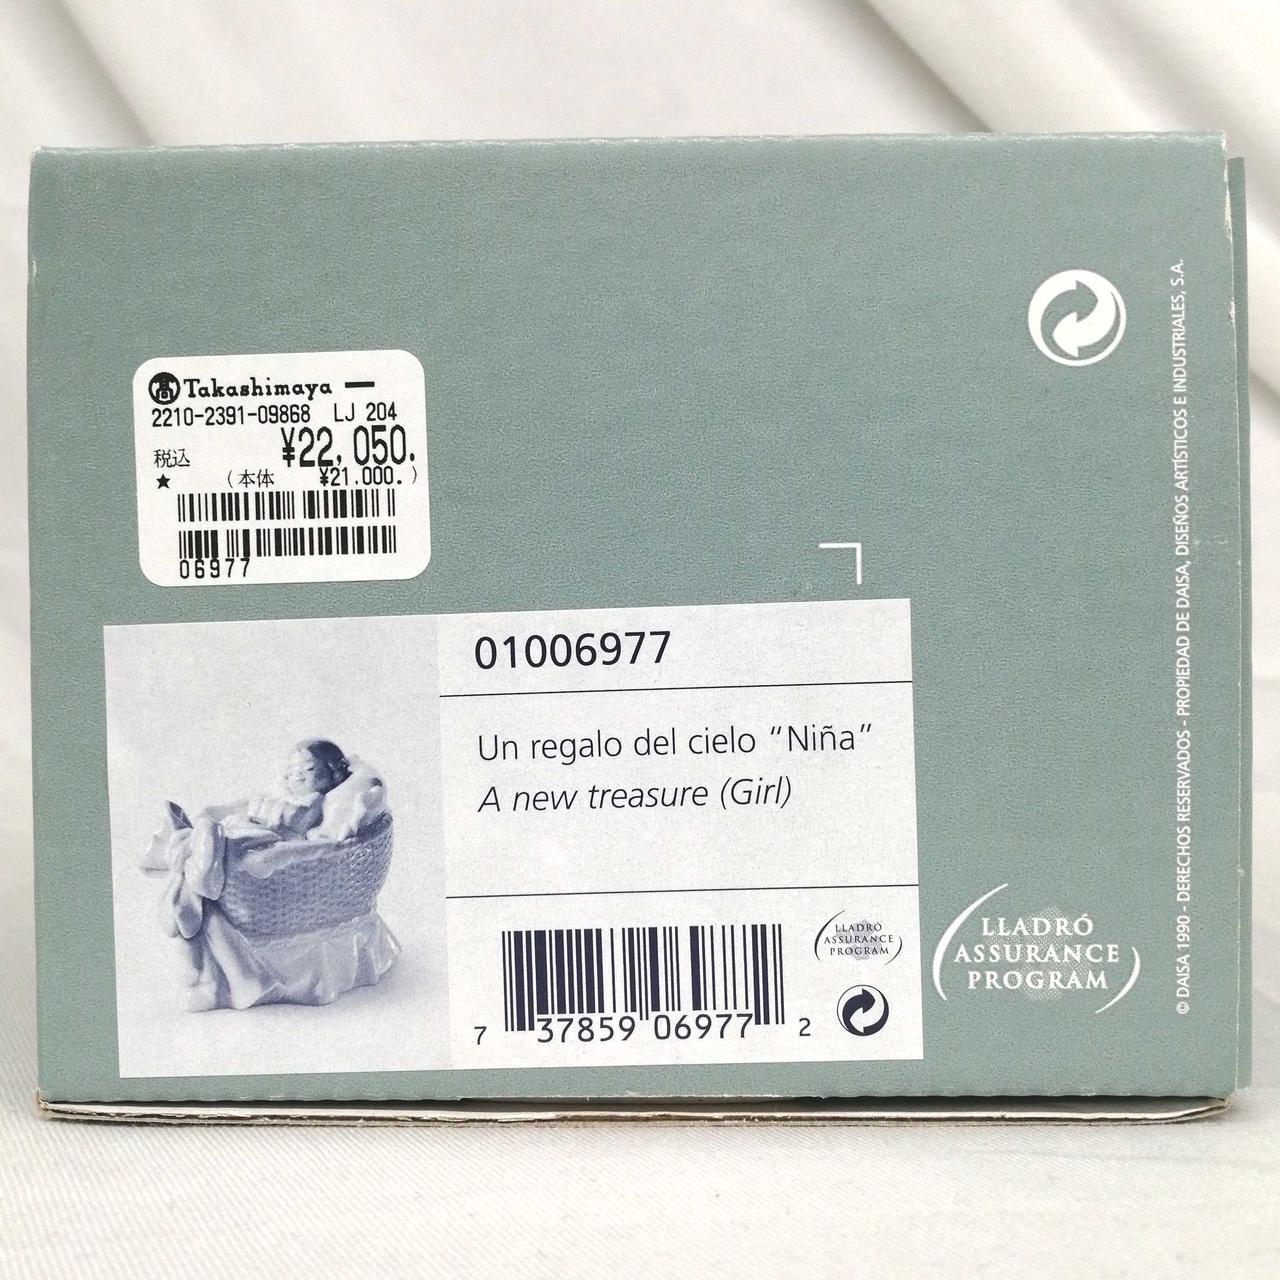 Takashimaya
2210-2391-09868 LJ 204
税込 ¥22,050.
★ (本体 ¥21.000.)
06977
01006977
Un regalo del cielo “Niña”
A new treasure (Girl)
7 37859 06977 2
LLADRÓ
ASSURANCE
PROGRAM
LLADRÓ
ASSURANCE
PROGRAM
© DAISA 1990 - DERECHOS RESERVADOS - PROPIEDAD DE DAISA, DISEÑOS ARTÍSTICOS E INDUSTRIALES, S.A.